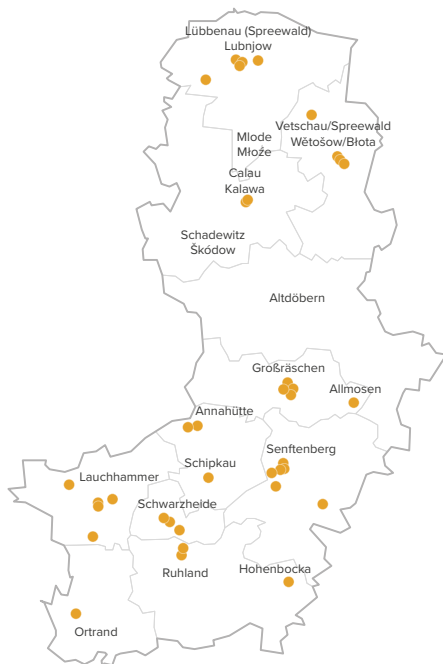 Lübbenau (Spreewald)
Lubnjow
Vetschau/Spreewald
Wětošow/Błota
Mlode
Młoźe
Calau
Kalawa
Schadewitz
Škódow
Altdöbern
Großräschen
Allmosen
Annahütte
Senftenberg
Schipkau
Lauchhammer
Schwarzheide
Hohenbocka
Ruhland
Ortrand